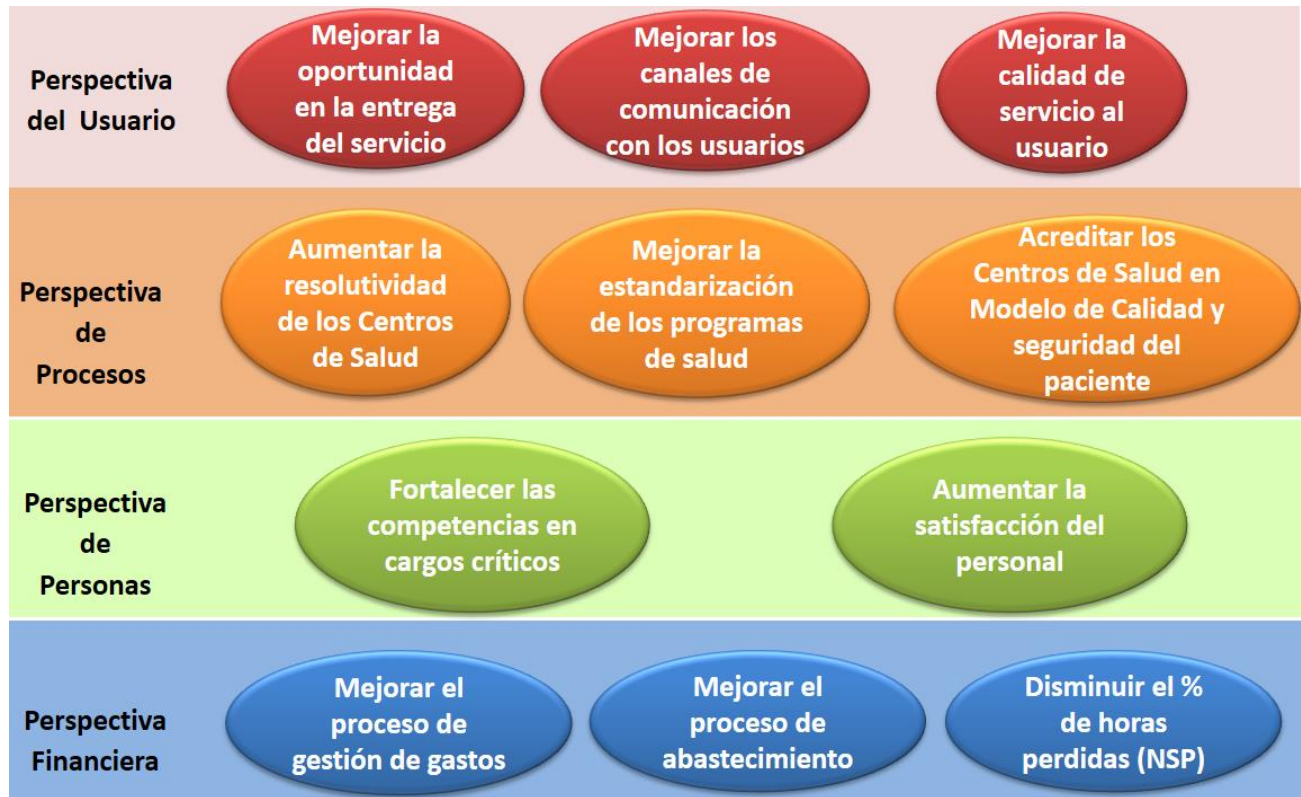 Perspectiva
del Usuario
Mejorar la
oportunidad
en la entrega
del servicio
Mejorar los
canales de
comunicación
con los usuarios
Mejorar la
calidad de
servicio al
usuario
Perspectiva
de
Procesos
Aumentar la
resolutividad
de los Centros
de Salud
Mejorar la
estandarización
de los programas
de salud
Acreditar los
Centros de Salud en
Modelo de Calidad y
seguridad del
paciente
Perspectiva
de
Personas
Fortalecer las
competencias en
cargos críticos
Aumentar la
satisfacción del
personal
Perspectiva
Financiera
Mejorar el
proceso de
gestión de gastos
Mejorar el
proceso de
abastecimiento
Disminuir el %
de horas
perdidas (NSP)